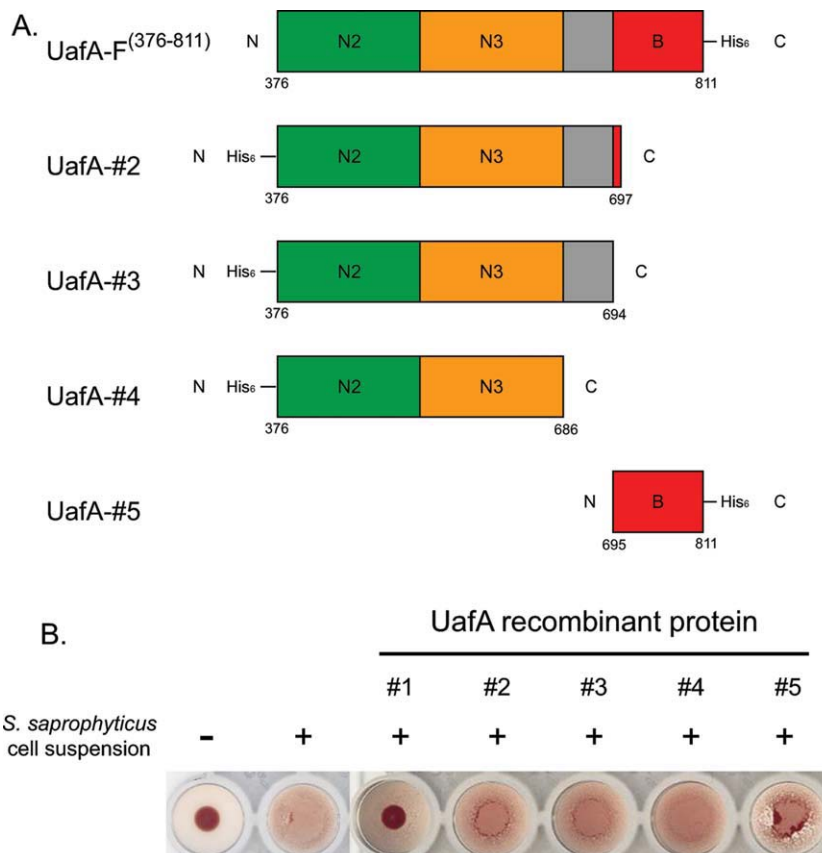 A.
UafA-F(376-811) N N2 N3 B His6 C
376 811
UafA-#2 N His6 N2 N3 C
376 697
UafA-#3 N His6 N2 N3 C
376 694
UafA-#4 N His6 N2 N3 C
376 686
UafA-#5 N B His6 C
695 811
B.
UafA recombinant protein
#1 #2 #3 #4 #5
S. saprophyticus
cell suspension - + + + + + +